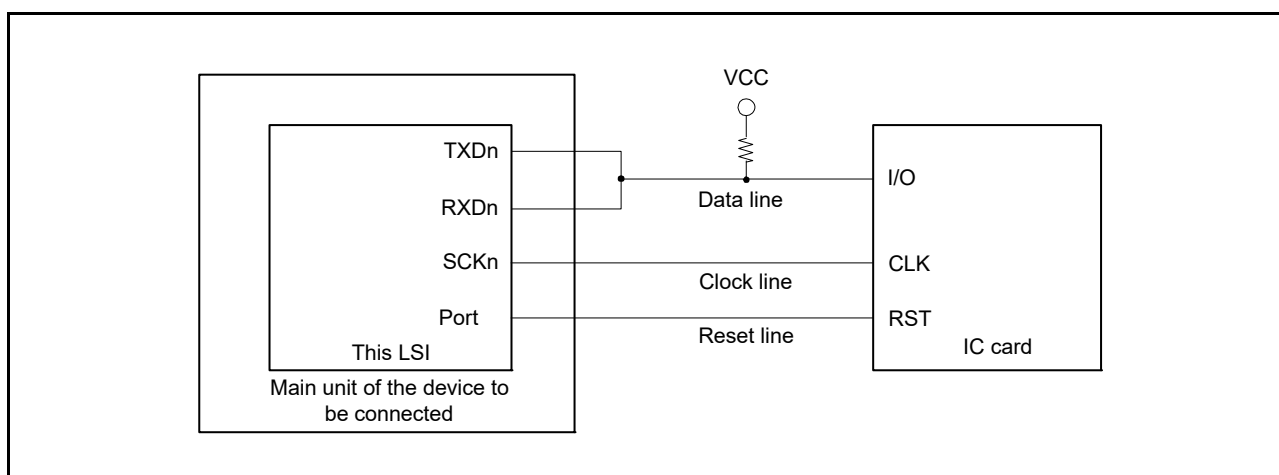 VCC
TXDn
I/O
Data line
RXDn
SCKn
CLK
Clock line
Port
RST
Reset line
This LSI
IC card
Main unit of the device to
be connected